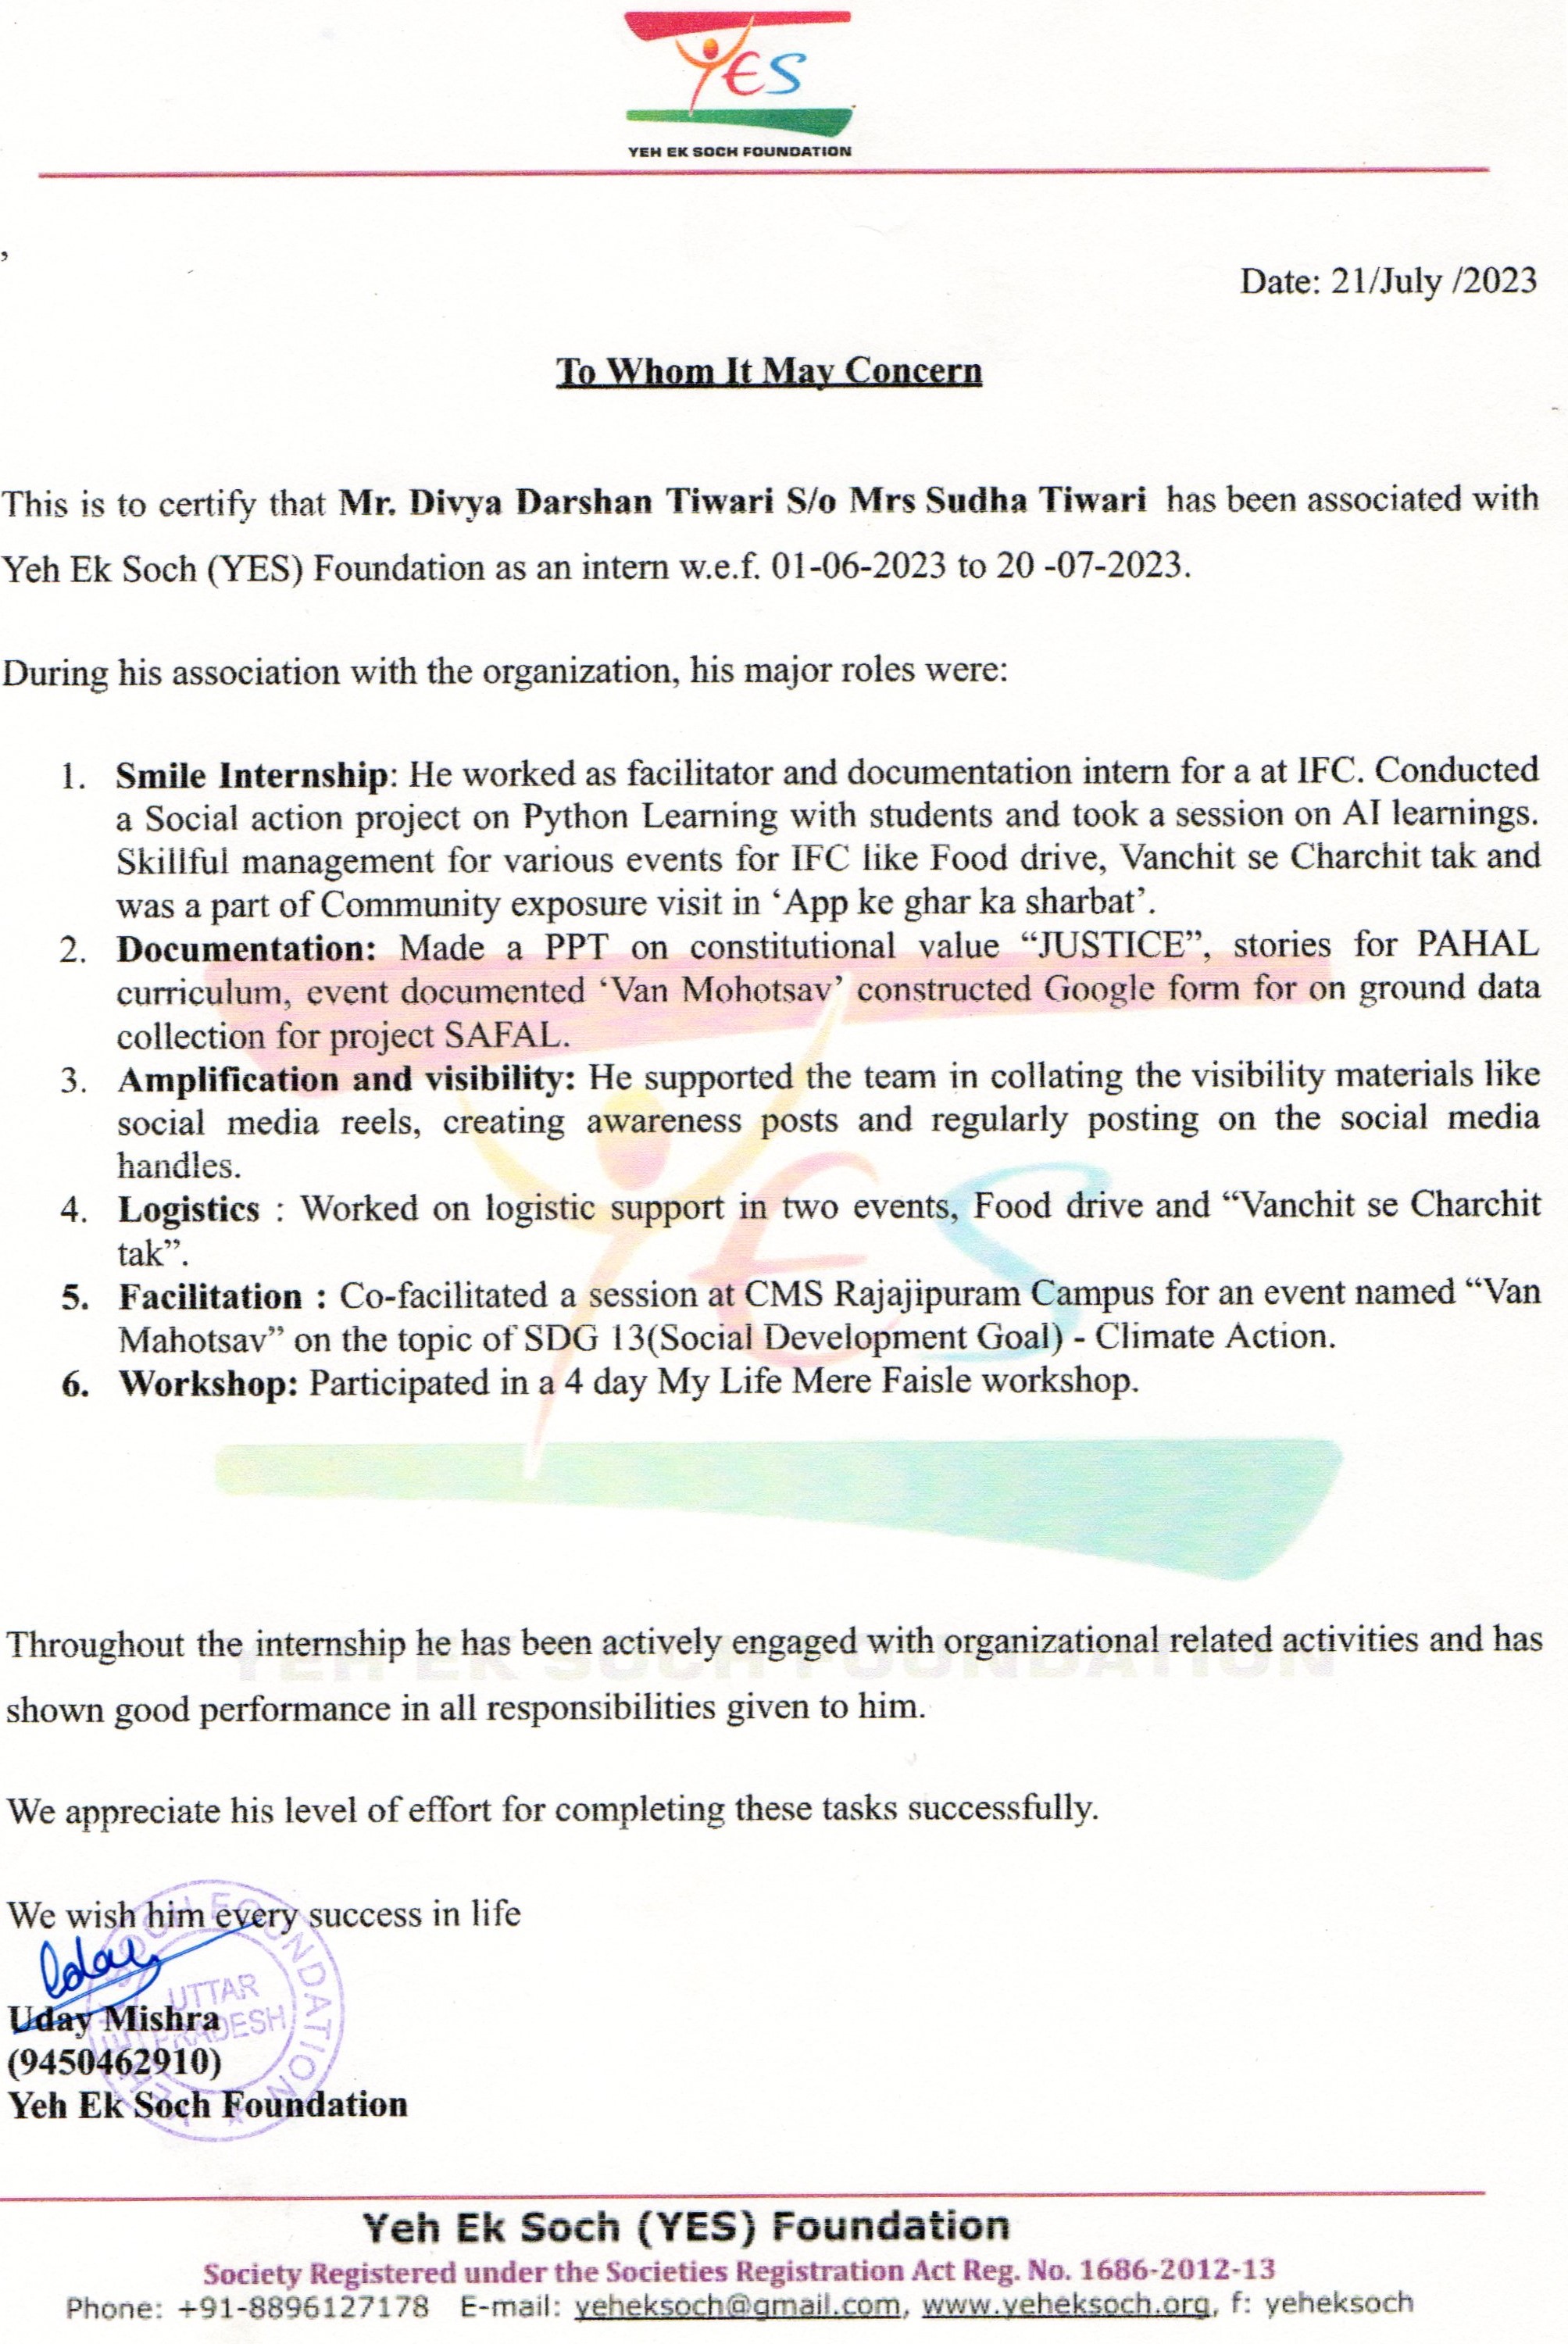 YES
YEH EK SOCH FOUNDATION
Date: 21/July /2023
To Whom It May Concern
This is to certify that Mr. Divya Darshan Tiwari S/o Mrs Sudha Tiwari has been associated with
Yeh Ek Soch (YES) Foundation as an intern w.e.f. 01-06-2023 to 20 -07-2023.
During his association with the organization, his major roles were:
1. Smile Internship: He worked as facilitator and documentation intern for a at IFC. Conducted
a Social action project on Python Learning with students and took a session on AI learnings.
Skillful management for various events for IFC like Food drive, Vanchit se Charchit tak and
was a part of Community exposure visit in ‘App ke ghar ka sharbat’.
2. Documentation: Made a PPT on constitutional value “JUSTICE”, stories for PAHAL
curriculum, event documented ‘Van Mohotsav’ constructed Google form for on ground data
collection for project SAFAL.
3. Amplification and visibility: He supported the team in collating the visibility materials like
social media reels, creating awareness posts and regularly posting on the social media
handles.
4. Logistics : Worked on logistic support in two events, Food drive and “Vanchit se Charchit
tak”.
5. Facilitation : Co-facilitated a session at CMS Rajajipuram Campus for an event named “Van
Mahotsav” on the topic of SDG 13(Social Development Goal) - Climate Action.
6. Workshop: Participated in a 4 day My Life Mere Faisle workshop.
YES
YEH EK SOCH FOUNDATION
Throughout the internship he has been actively engaged with organizational related activities and has
shown good performance in all responsibilities given to him.
We appreciate his level of effort for completing these tasks successfully.
We wish him every success in life
Uday
YEH EK SOCH FOUNDATION
UTTAR
PRADESH
Uday Mishra
(9450462910)
Yeh Ek Soch Foundation
Yeh Ek Soch (YES) Foundation
Society Registered under the Societies Registration Act Reg. No. 1686-2012-13
Phone: +91-8896127178 E-mail: yeheksoch@gmail.com, www.yeheksoch.org, f: yeheksoch